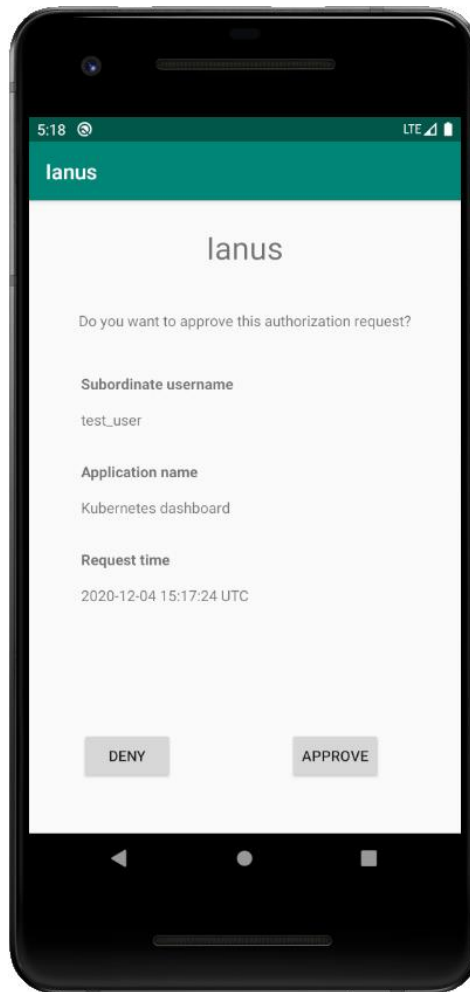 5:18 LTE
Ianus
Ianus
Do you want to approve this authorization request?
Subordinate username
test_user
Application name
Kubernetes dashboard
Request time
2020-12-04 15:17:24 UTC
DENY APPROVE